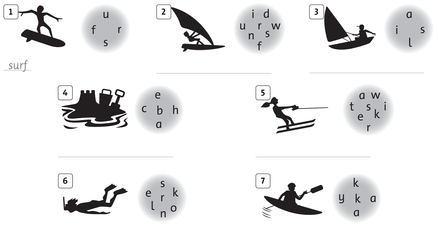 1
u
f r
s
surf
2
i d
u r w
n s
f
3
a
i s
l
4
e
c b h
a
5
a w
t s k i
e
r
6
s
e r k
l n o
7
k
y k a
a